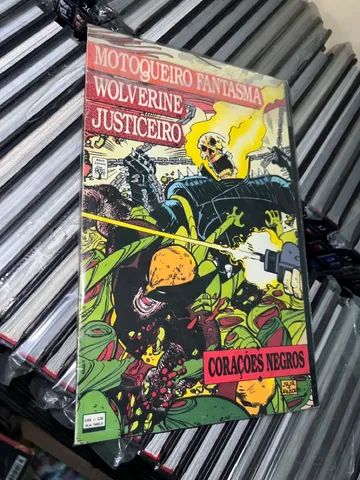 MOTOQUEIRO FANTASMA
WOLVERINE
JUSTICEIRO
CORAÇÕES NEGROS